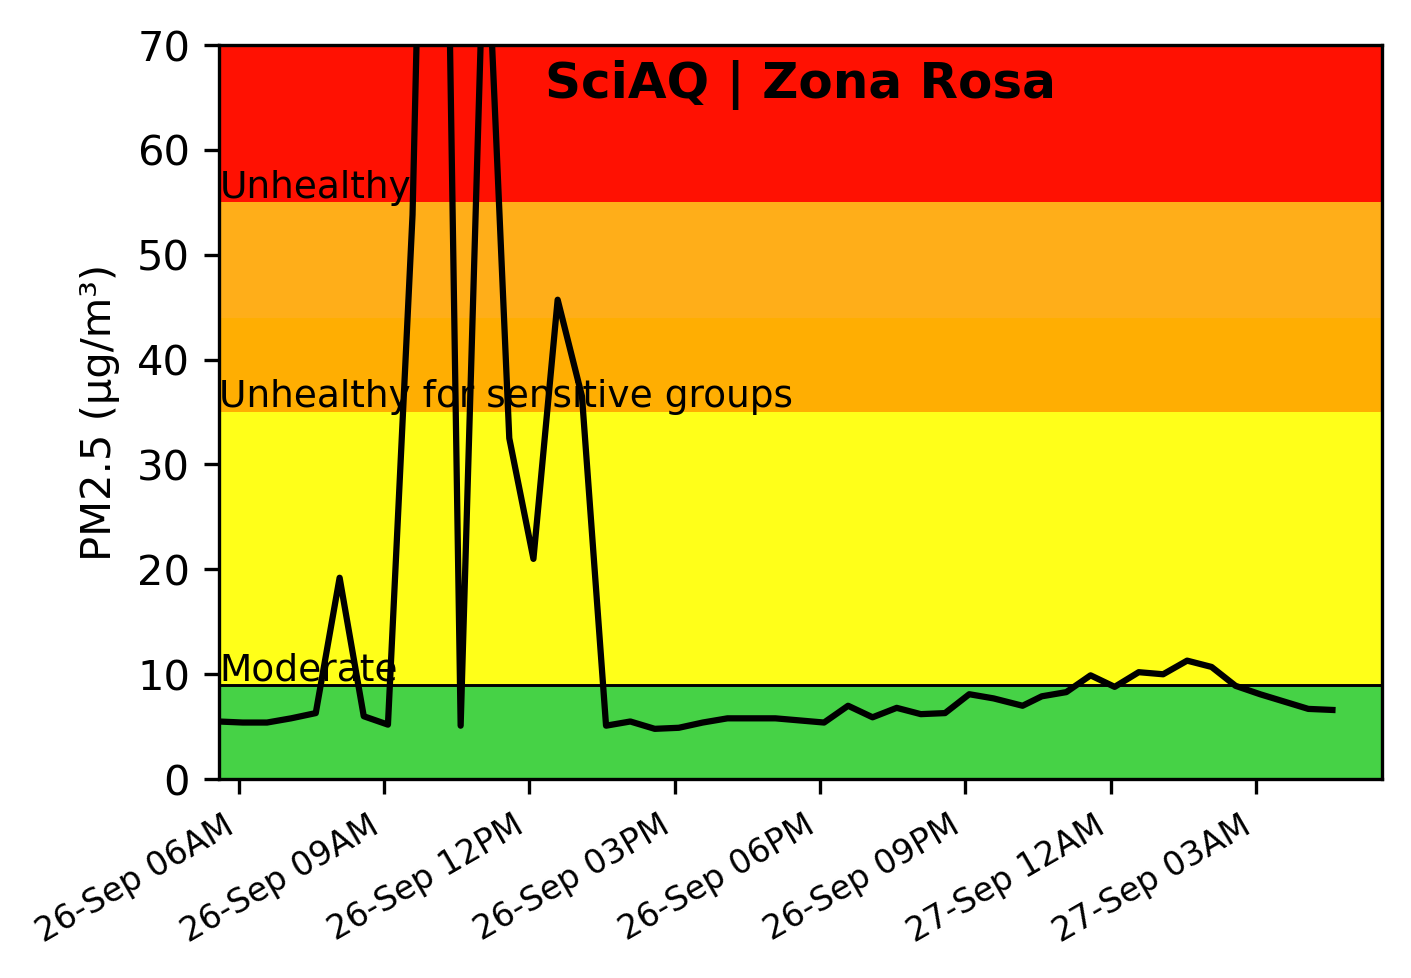 SciAQ | Zona Rosa
PM2.5 (µg/m³)
70
60
Unhealthy
50
40
Unhealthy for sensitive groups
30
20
10
Moderate
0
26-Sep 06AM
26-Sep 09AM
26-Sep 12PM
26-Sep 03PM
26-Sep 06PM
26-Sep 09PM
27-Sep 12AM
27-Sep 03AM